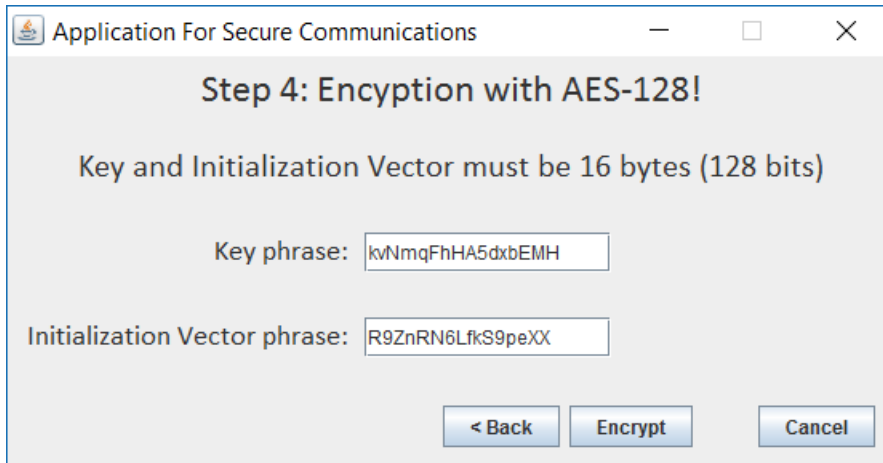 Application For Secure Communications
Step 4: Encyption with AES-128!
Key and Initialization Vector must be 16 bytes (128 bits)
Key phrase: kvNmqFhHA5dxbEMH
Initialization Vector phrase: R9ZnRN6LfkS9peXX
< Back Encrypt Cancel